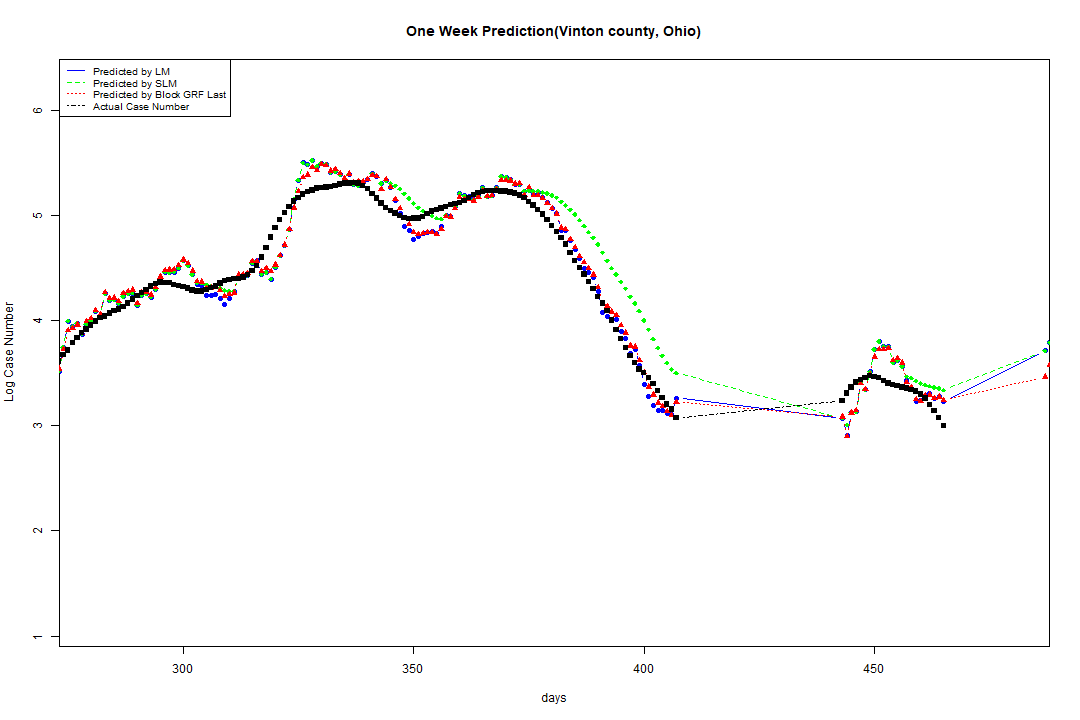 One Week Prediction(Vinton county, Ohio)
Predicted by LM
Predicted by SLM
Predicted by Block GRF Last
Actual Case Number
6
5
4
3
2
1
Log Case Number
300
350
400
450
days